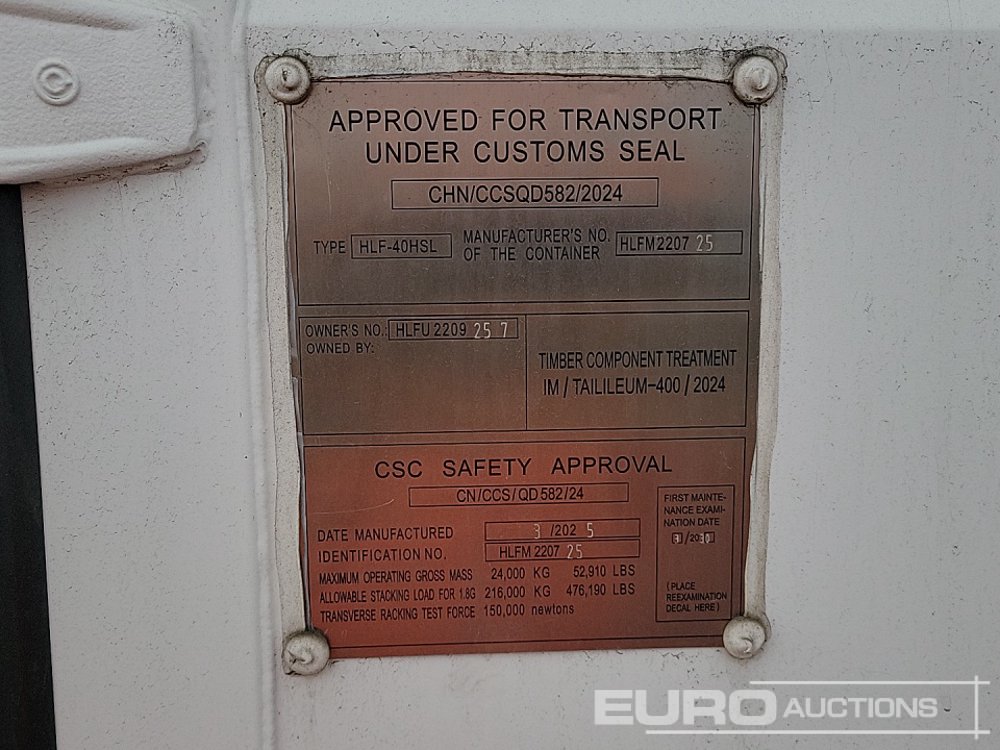 APPROVED FOR TRANSPORT
UNDER CUSTOMS SEAL
CHN/CCSQD582/2024
TYPE HLF-40HSL MANUFACTURER'S NO. OF THE CONTAINER HLFM2207 25
OWNER'S NO.: HLFU 2209 25 7
OWNED BY:
TIMBER COMPONENT TREATMENT
IM / TAILILEUM-400 / 2024
CSC SAFETY APPROVAL
CN/CCS/QD582/24
DATE MANUFACTURED 3 /202 5
IDENTIFICATION NO. HLFM 2207 25
MAXIMUM OPERATING GROSS MASS 24,000 KG 52,910 LBS
ALLOWABLE STACKING LOAD FOR 1.8G 216,000 KG 476,190 LBS
TRANSVERSE RACKING TEST FORCE 150,000 newtons
FIRST MAINTE-
NANCE EXAMI-
NATION DATE
3 /2030
(PLACE
REEXAMINATION
DECAL HERE)
EURO AUCTIONS